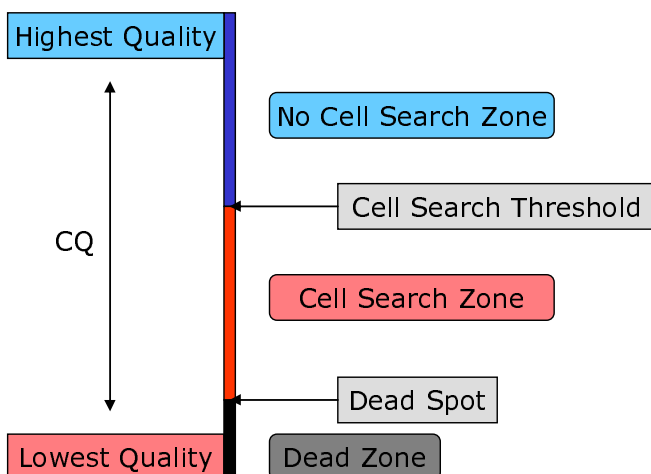 Highest Quality
No Cell Search Zone
Cell Search Threshold
CQ
Cell Search Zone
Dead Spot
Lowest Quality
Dead Zone